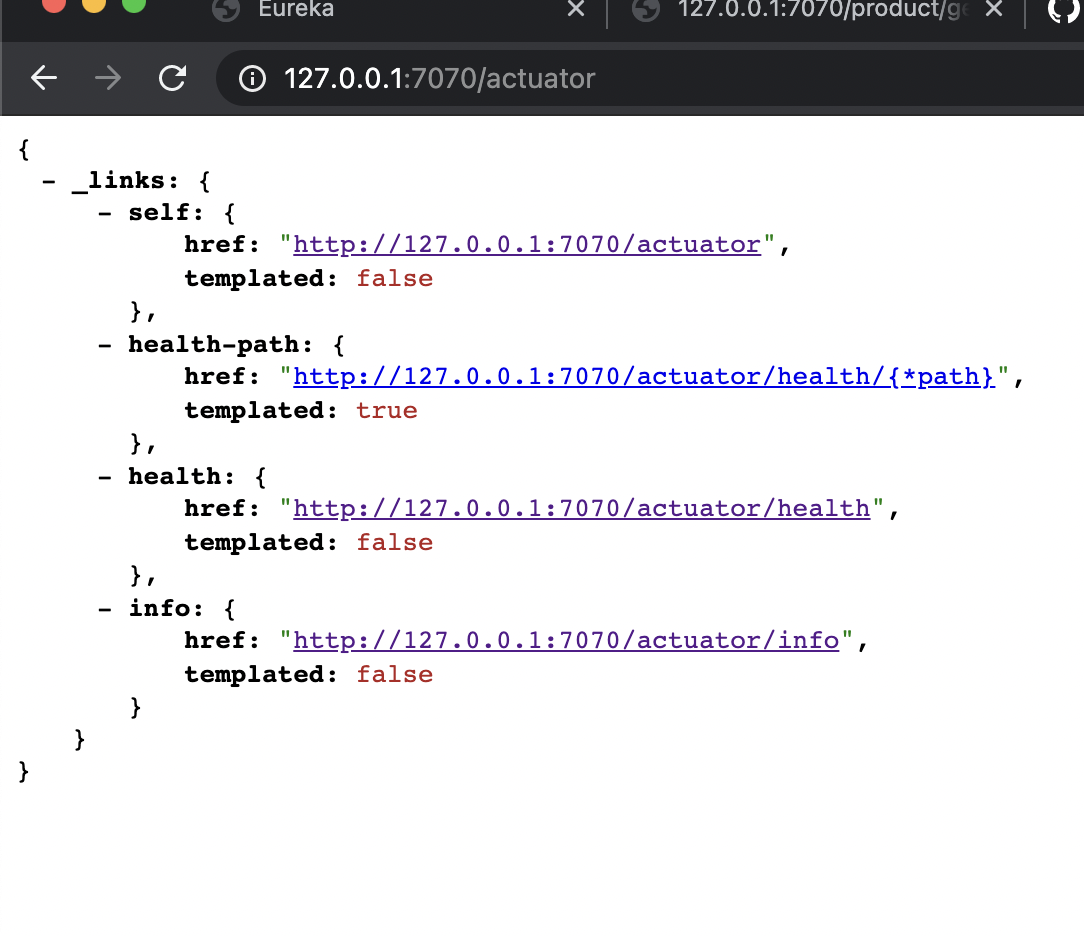 Eureka
127.0.0.1:7070/product/ge
127.0.0.1:7070/actuator
{
- _links: {
- self: {
href: "http://127.0.0.1:7070/actuator",
templated: false
},
- health-path: {
href: "http://127.0.0.1:7070/actuator/health/{*path}",
templated: true
},
- health: {
href: "http://127.0.0.1:7070/actuator/health",
templated: false
},
- info: {
href: "http://127.0.0.1:7070/actuator/info",
templated: false
}
}
}